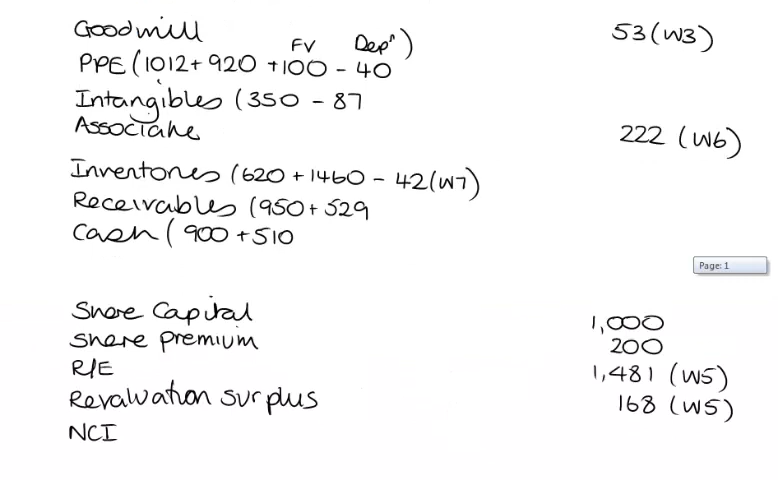 Goodwill 53 (W3)
FV Depⁿ)
PPE (1012 + 920 + 100 - 40
Intangibles (350 - 87
Associate 222 (W6)
Inventories (620 + 1460 - 42 (W7)
Receivables (950 + 529
Cash (900 + 510
Page: 1
Share Capital 1,000
Share premium 200
R/E 1,481 (W5)
Revaluation surplus 168 (W5)
NCI